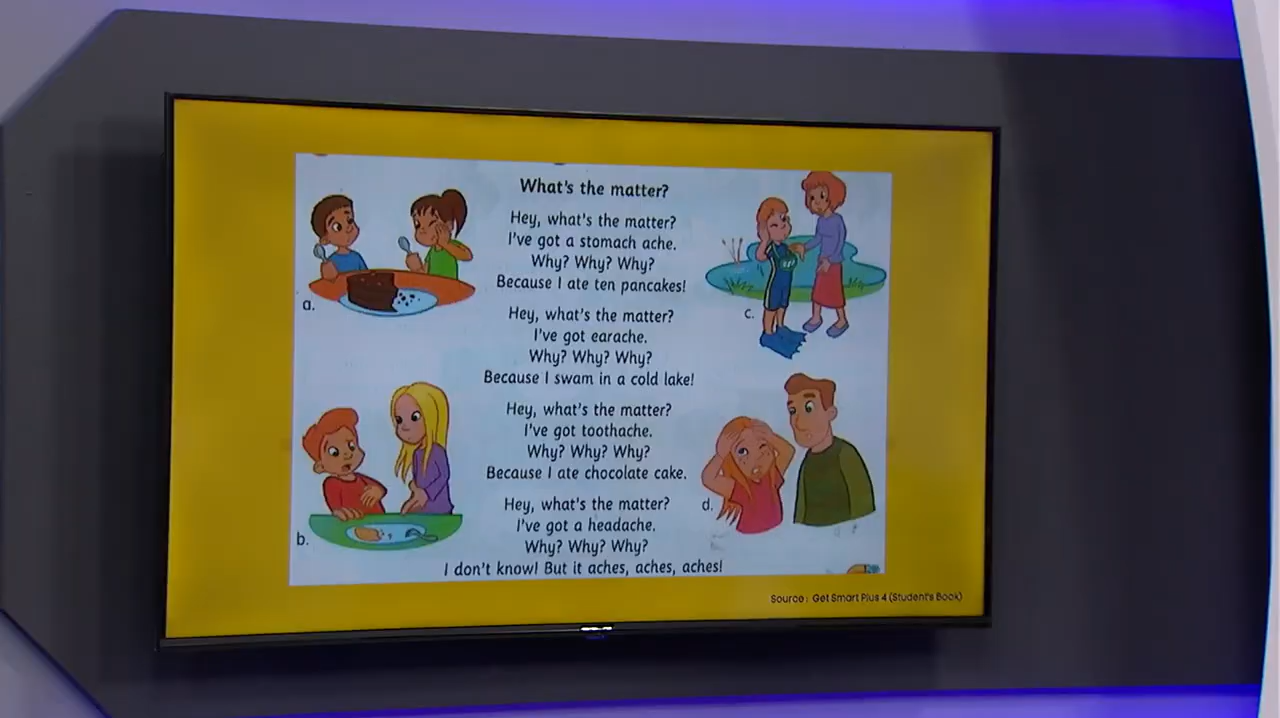 What's the matter?
Hey, what's the matter?
I've got a stomach ache.
Why? Why? Why?
Because I ate ten pancakes!
a.
Hey, what's the matter?
I've got earache.
Why? Why? Why?
Because I swam in a cold lake!
c.
Hey, what's the matter?
I've got toothache.
Why? Why? Why?
Because I ate chocolate cake.
b.
Hey, what's the matter?
I've got a headache.
Why? Why? Why?
I don't know! But it aches, aches, aches!
d.
Source : Get Smart Plus 4 (Student's Book)